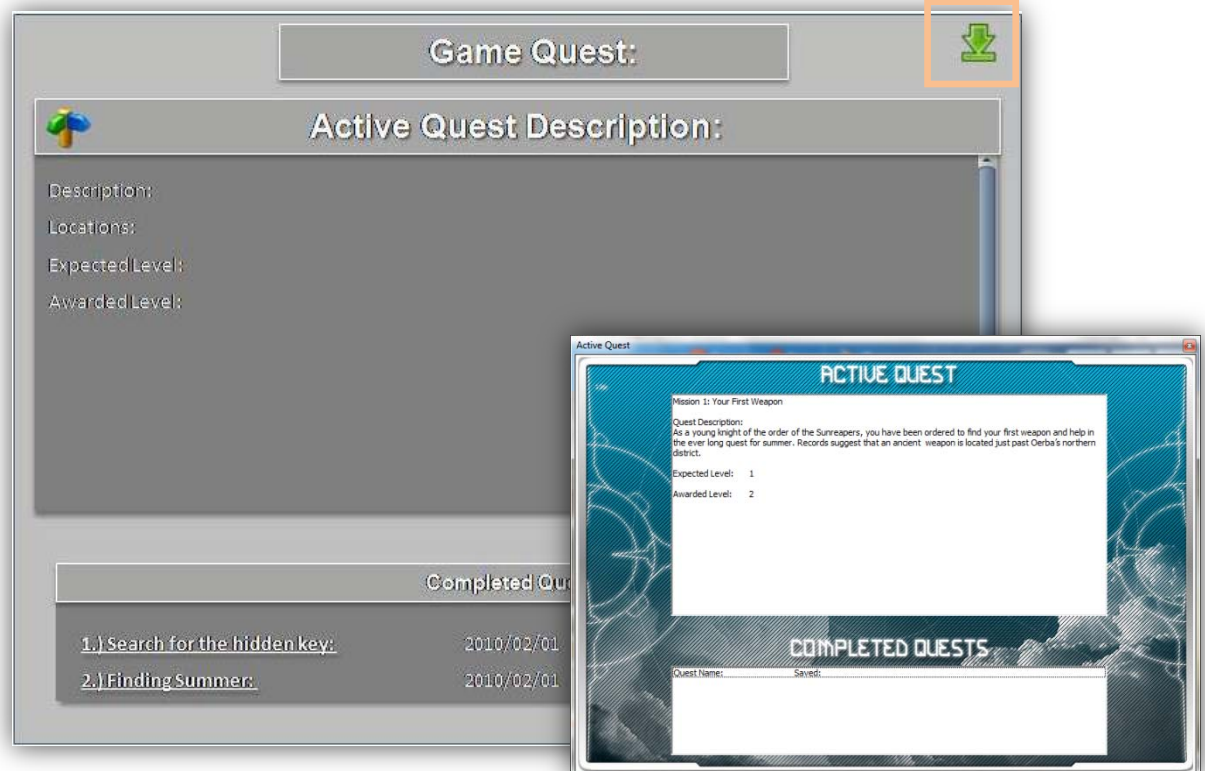 Game Quest:
Active Quest Description:
Description:
Locations:
Expected Level:
Awarded Level:
Completed
1.) Search for the hidden key: 2010/02/01
2.) Finding Summer: 2010/02/01
Active Quest
ACTIVE QUEST
Mission 1: Your First Weapon
Quest Description:
As a young knight of the order of the Sunreapers, you have been ordered to find your first weapon and help in
the ever long quest for summer. Records suggest that an ancient weapon is located just past Oerba's northern
district.
Expected Level: 1
Awarded Level: 2
COMPLETED QUESTS
Quest Name: Saved: